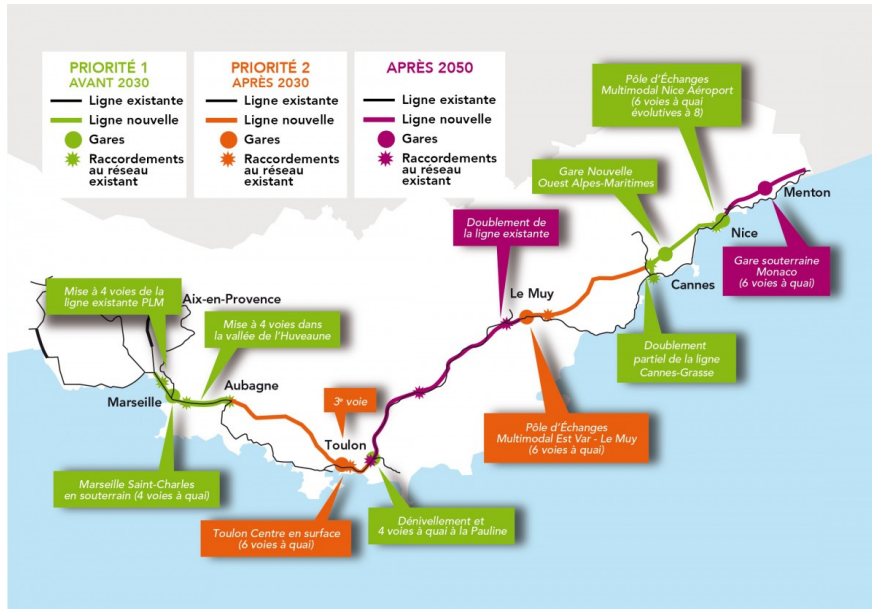 PRIORITÉ 1
AVANT 2030
Ligne existante
Ligne nouvelle
Gares
Raccordements
au réseau
existant
PRIORITÉ 2
APRÈS 2030
Ligne existante
Ligne nouvelle
Gares
Raccordements
au réseau
existant
APRÈS 2050
Ligne existante
Ligne nouvelle
Gares
Raccordements
au réseau
existant
Pôle d'Échanges
Multimodal Nice Aéroport
(6 voies à quai
évolutives à 8)
Gare Nouvelle
Ouest Alpes-Maritimes
Menton
Doublement de
la ligne existante
Nice
Gare souterraine
Monaco
(6 voies à quai)
Mise à 4 voies de la
ligne existante PLM
Aix-en-Provence
Le Muy
Cannes
Mise à 4 voies dans
la vallée de l'Huveaune
Doublement
partiel de la ligne
Cannes-Grasse
Aubagne
Marseille
3e voie
Toulon
Pôle d'Échanges
Multimodal Est Var - Le Muy
(6 voies à quai)
Marseille Saint-Charles
en souterrain (4 voies à quai)
Toulon Centre en surface
(6 voies à quai)
Dénivellement et
4 voies à quai à la Pauline